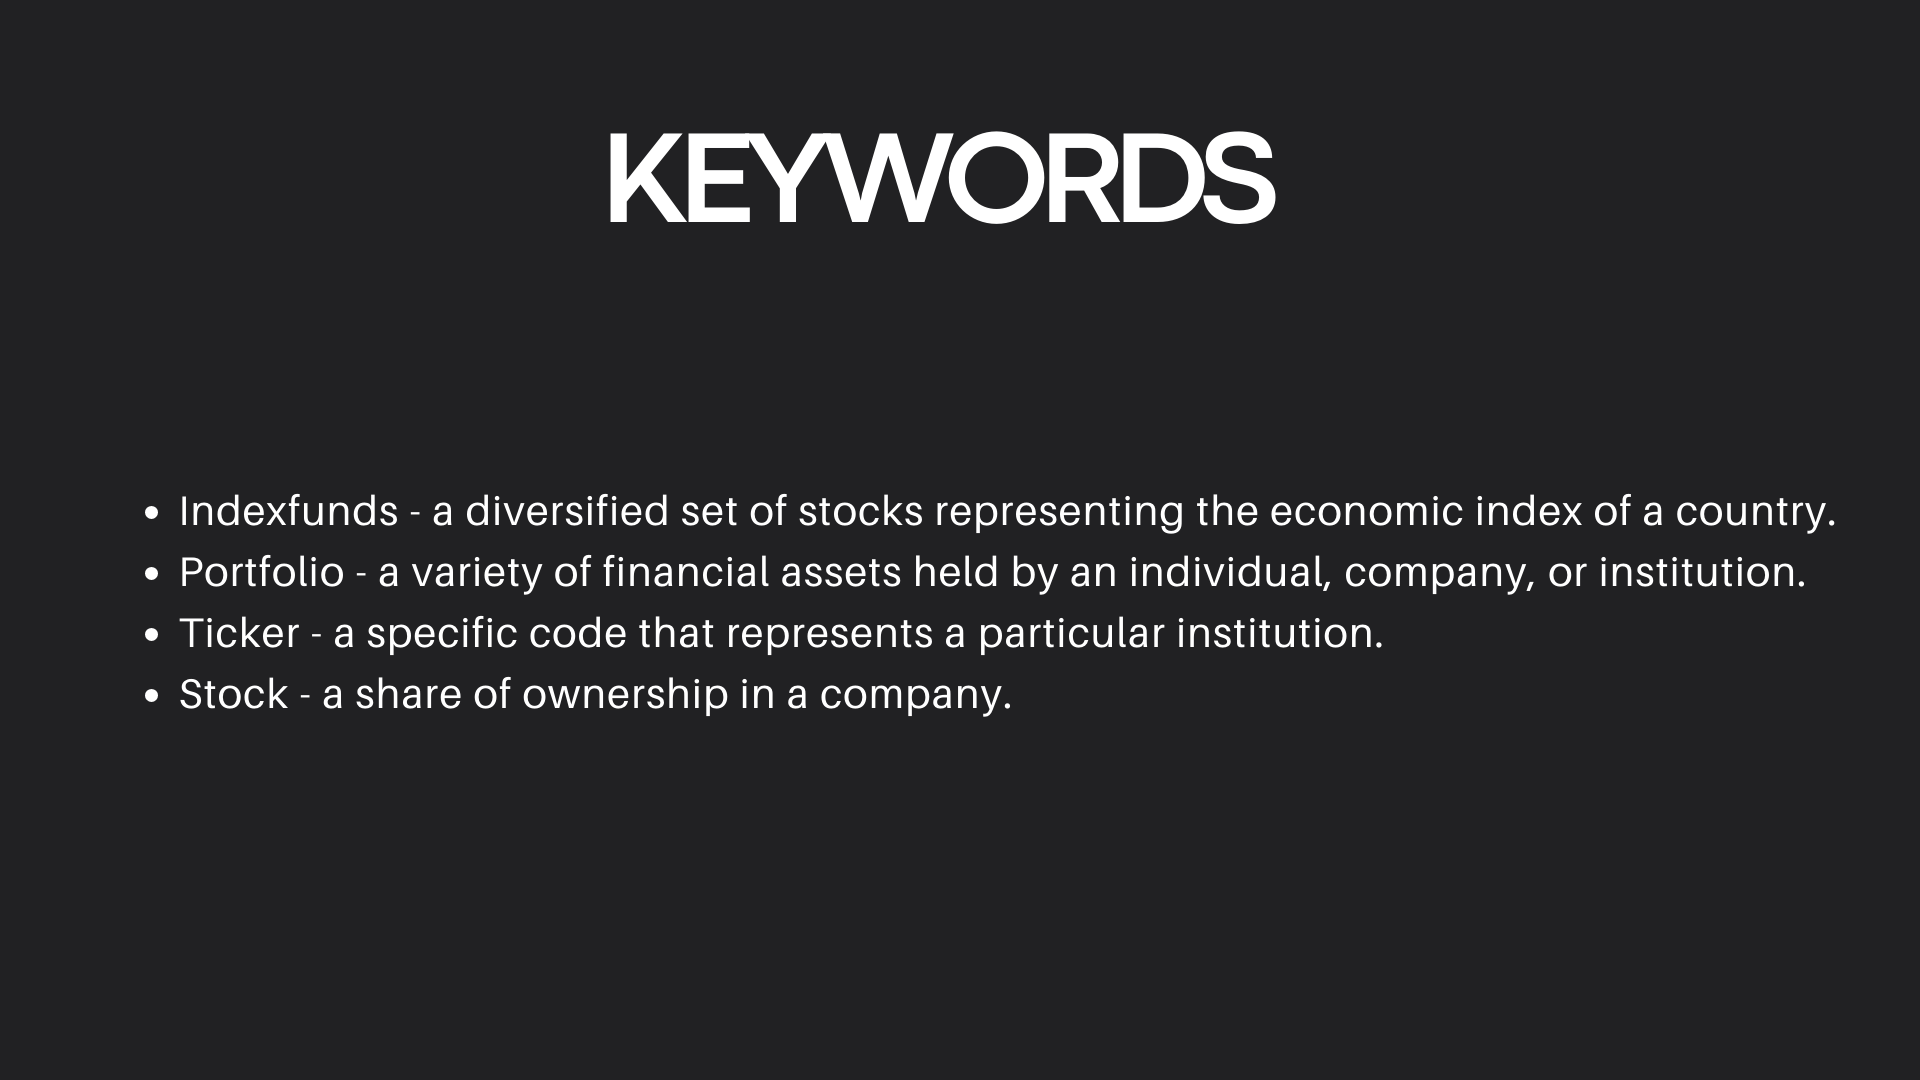 KEYWORDS
• Indexfunds - a diversified set of stocks representing the economic index of a country.
• Portfolio - a variety of financial assets held by an individual, company, or institution.
• Ticker - a specific code that represents a particular institution.
• Stock - a share of ownership in a company.